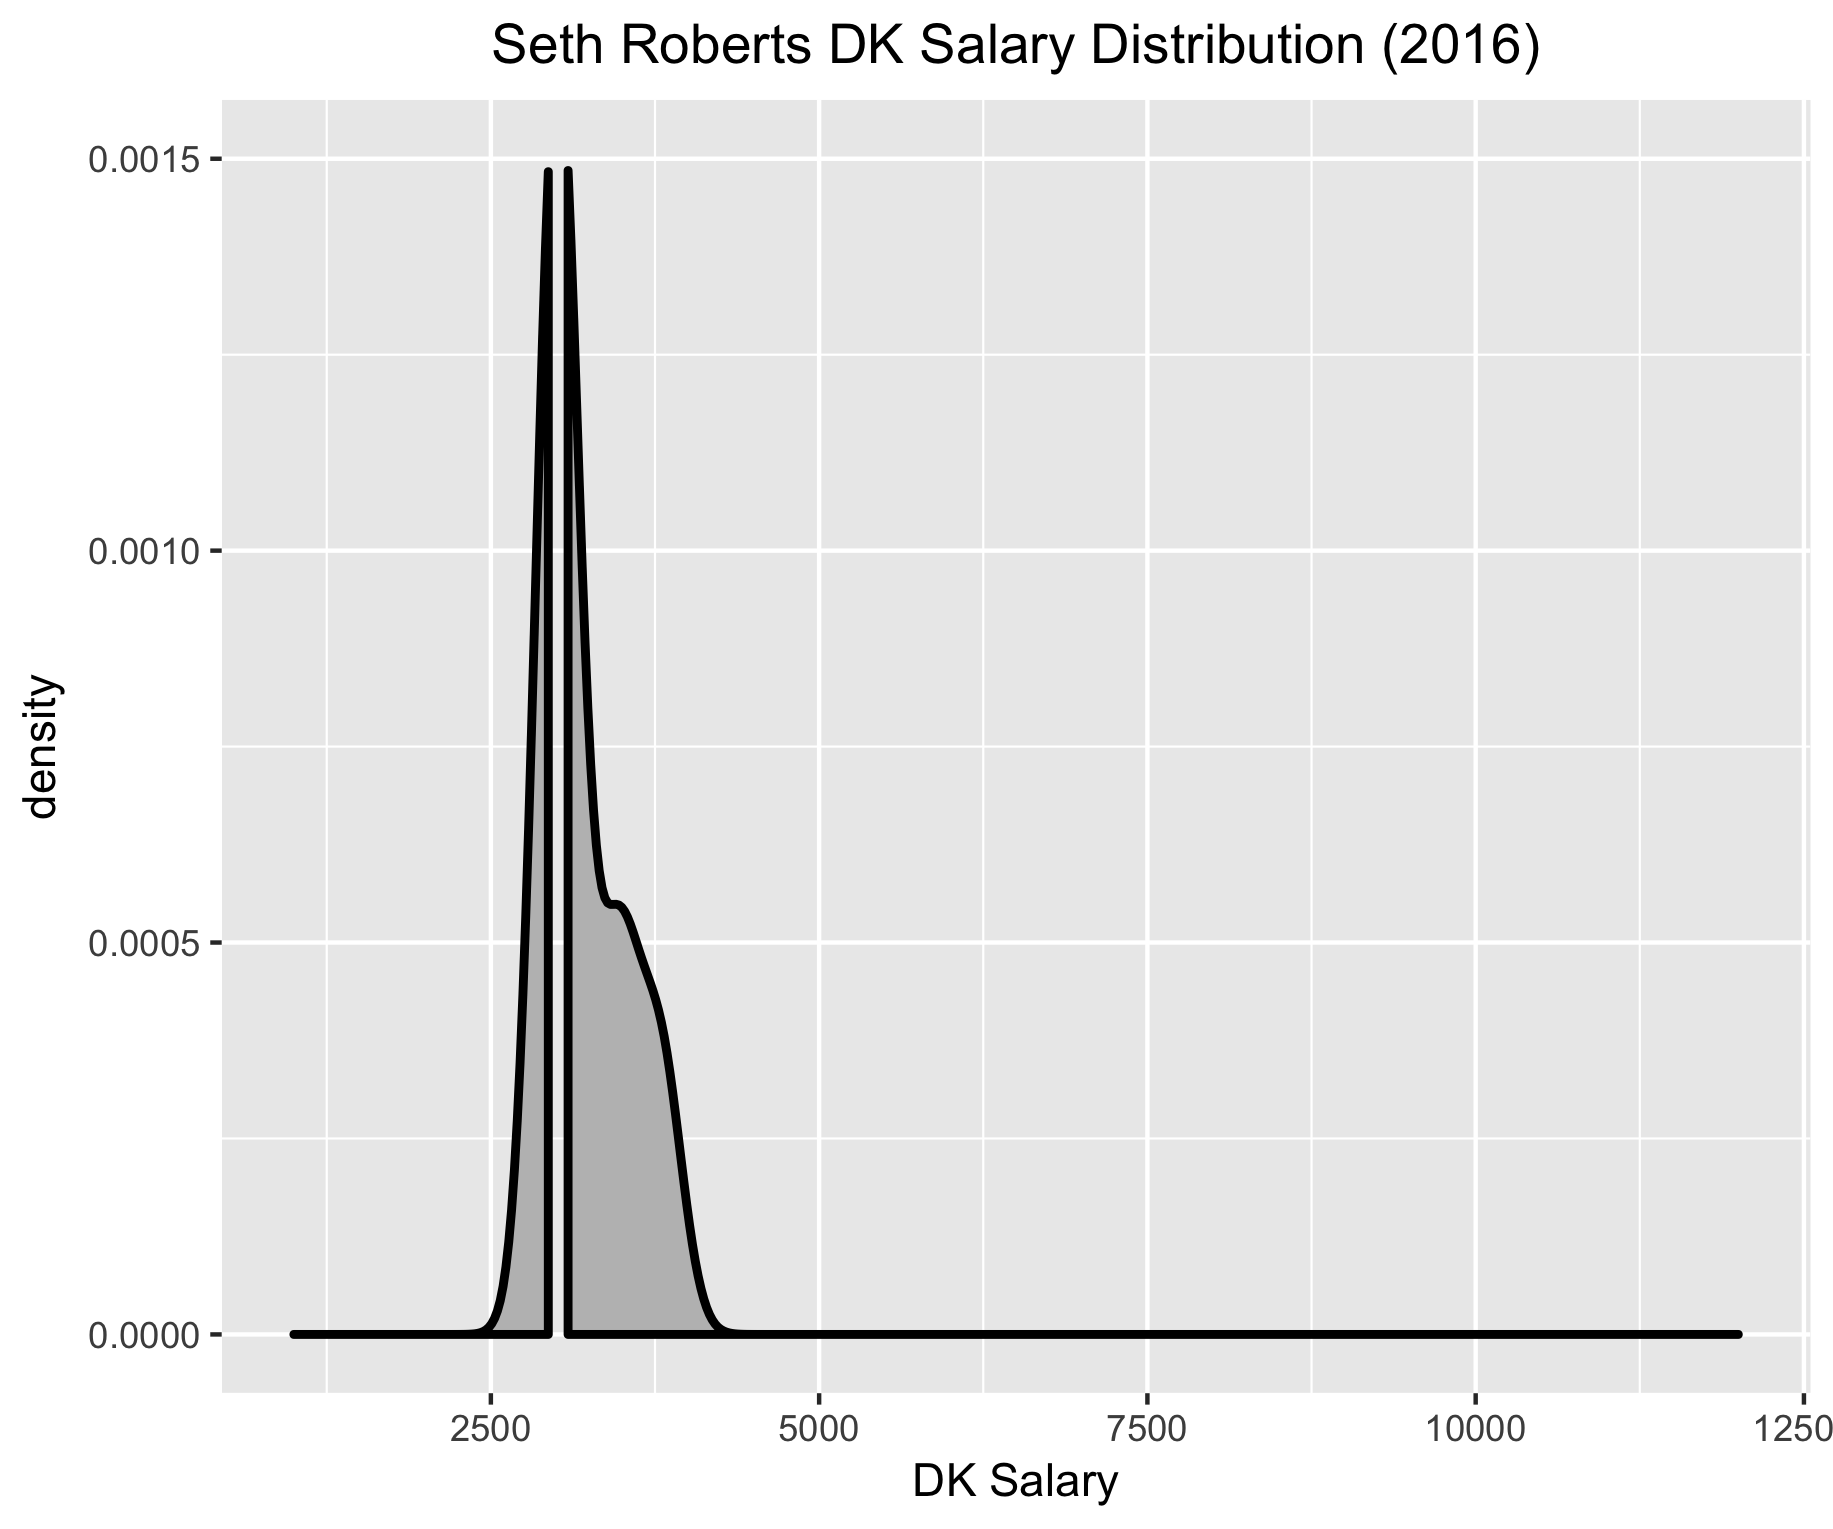 Seth Roberts DK Salary Distribution (2016)
0.0015
0.0010
0.0005
0.0000
density
2500 5000 7500 10000 1250
DK Salary